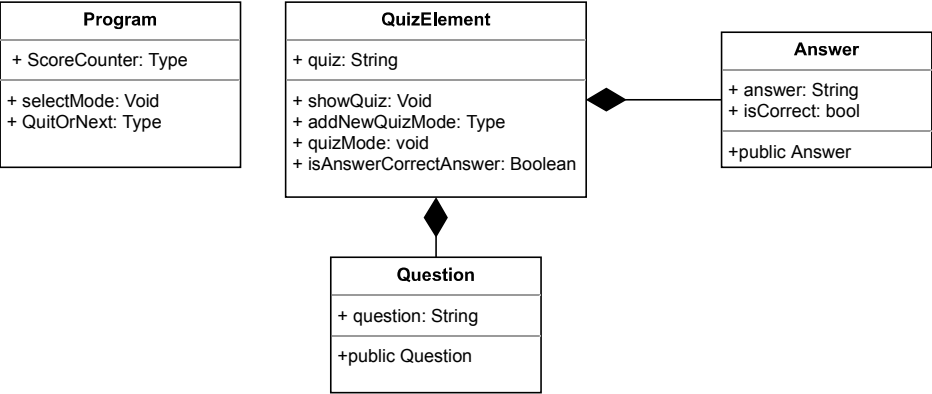 Program
+ ScoreCounter: Type
+ selectMode: Void
+ QuitOrNext: Type
QuizElement
+ quiz: String
+ showQuiz: Void
+ addNewQuizMode: Type
+ quizMode: void
+ isAnswerCorrectAnswer: Boolean
Answer
+ answer: String
+ isCorrect: bool
+public Answer
Question
+ question: String
+public Question